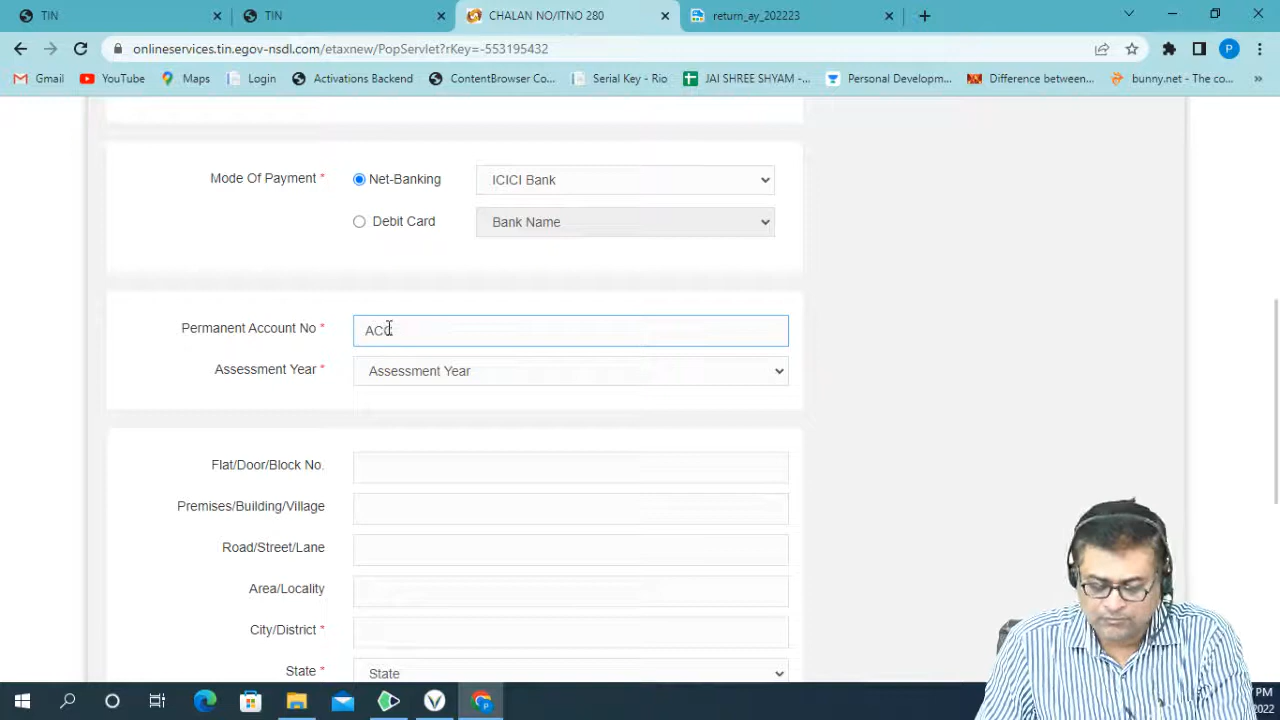 TIN
TIN
CHALAN NO/ITNO 280
return_ay_202223
onlineservices.tin.egov-nsdl.com/etaxnew/PopServlet?rKey=-553195432
P
Gmail
YouTube
Maps
Login
Activations Backend
ContentBrowser Co...
Serial Key - Rio
JAI SHREE SHYAM -...
Personal Developm...
Difference between...
bunny.net - The co...
»
Mode Of Payment *
Net-Banking
ICICI Bank
Debit Card
Bank Name
Permanent Account No *
Assessment Year *
Assessment Year
Flat/Door/Block No.
Premises/Building/Village
Road/Street/Lane
Area/Locality
City/District *
State *
State